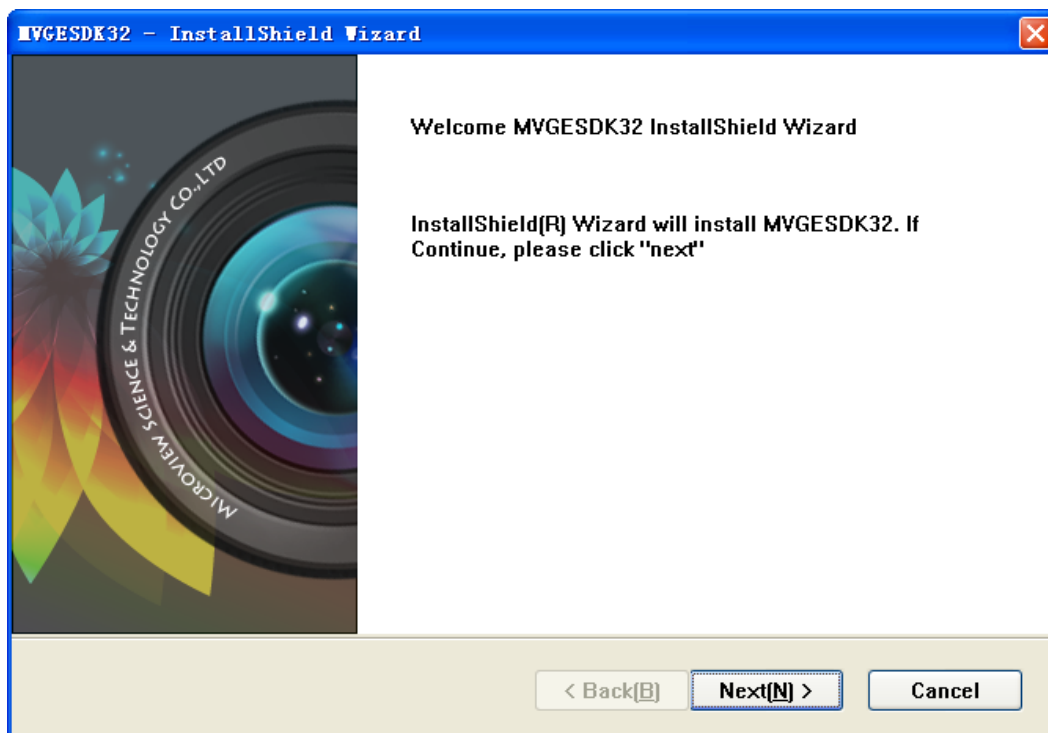 MVGESDK32 - InstallShield Wizard
MICROVIEW SCIENCE & TECHNOLOGY CO.,LTD
Welcome MVGESDK32 InstallShield Wizard
InstallShield(R) Wizard will install MVGESDK32. If
Continue, please click "next"
< Back(B)
Next(N) >
Cancel